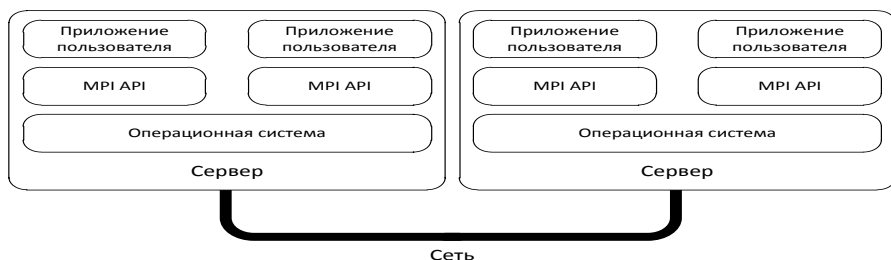 Приложение пользователя
Приложение пользователя
MPI API
MPI API
Операционная система
Сервер
Приложение пользователя
Приложение пользователя
MPI API
MPI API
Операционная система
Сервер
Сеть